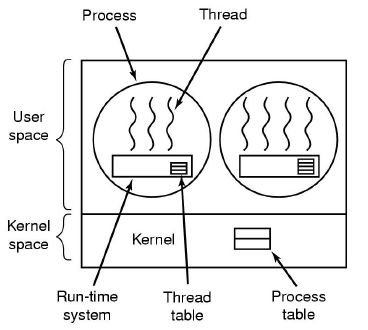 Process
Thread
User
space
Kernel
space
Kernel
Run-time
system
Thread
table
Process
table